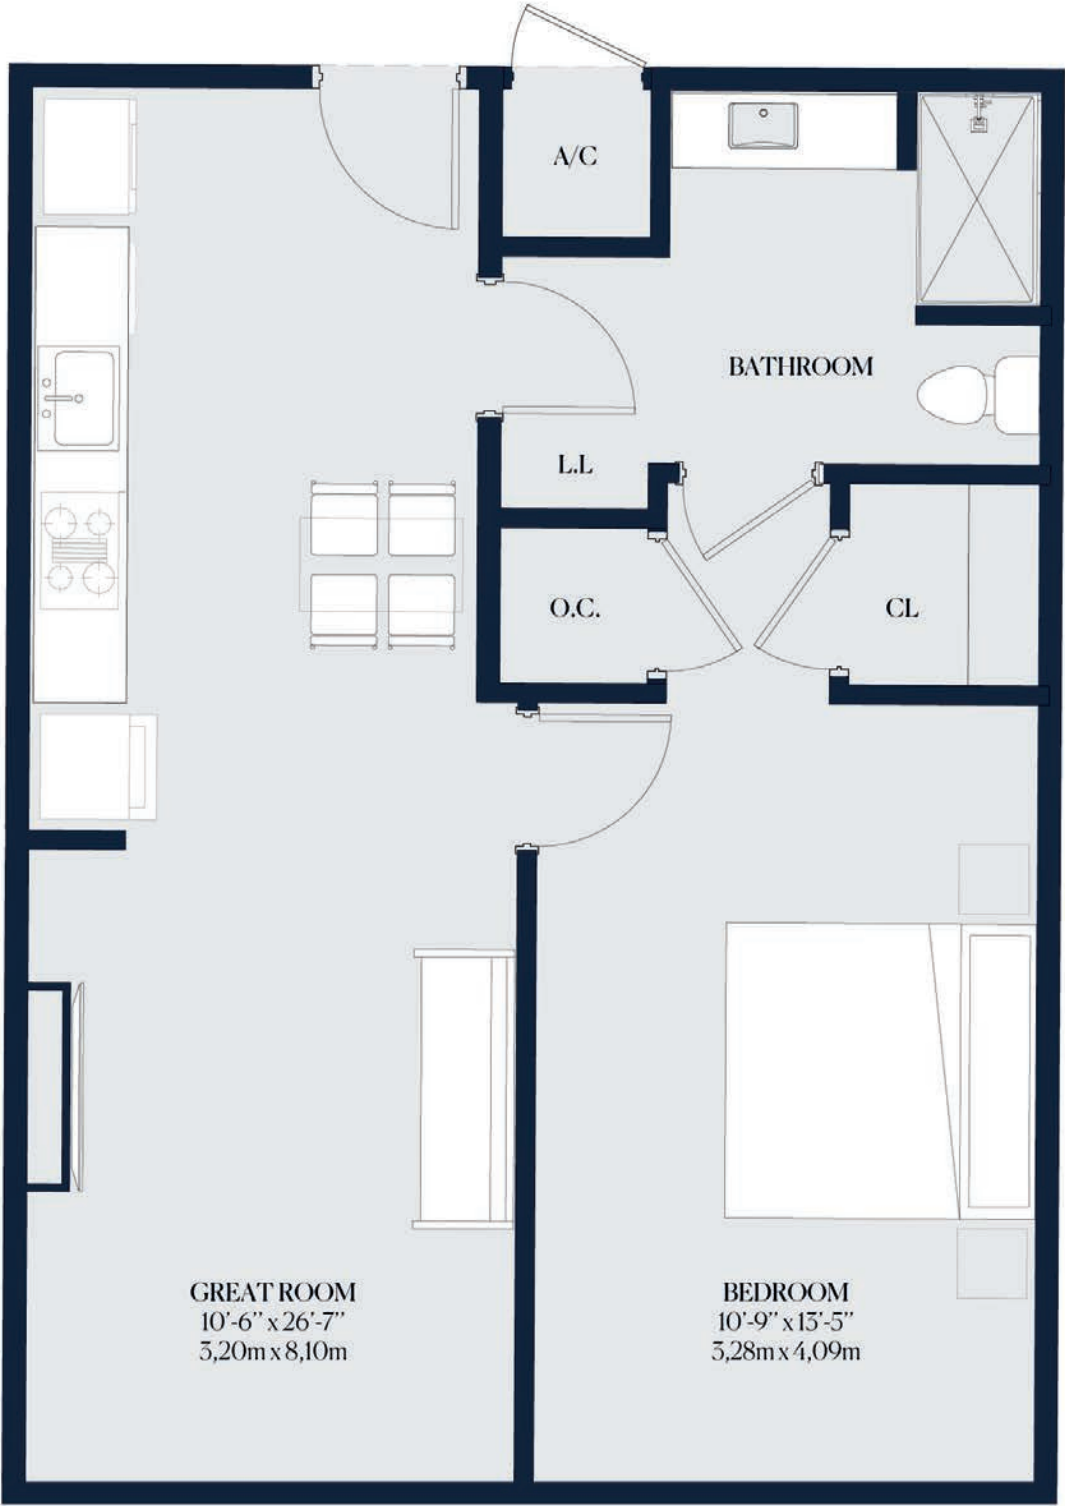 A/C
BATHROOM
L.L
O.C.
CL
GREAT ROOM
10'-6" x 26'-7"
3,20m x 8,10m
BEDROOM
10'-9" x 13'-5"
3,28m x 4,09m